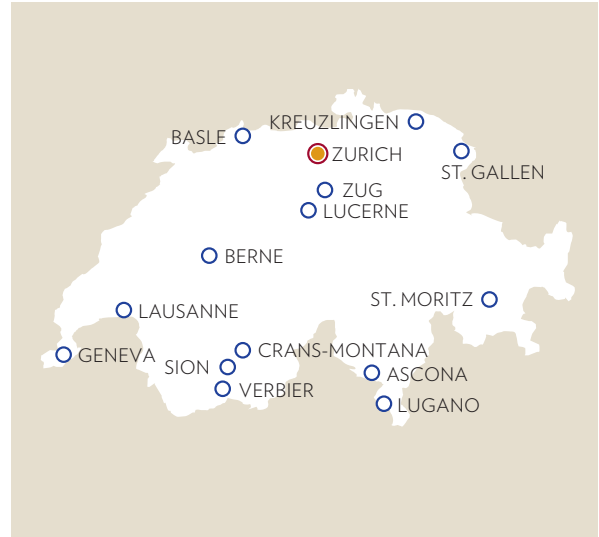 KREUZLINGEN
BASLE
ZURICH
ST. GALLEN
ZUG
LUCERNE
BERNE
ST. MORITZ
LAUSANNE
CRANS-MONTANA
GENEVA
SION
ASCONA
VERBIER
LUGANO